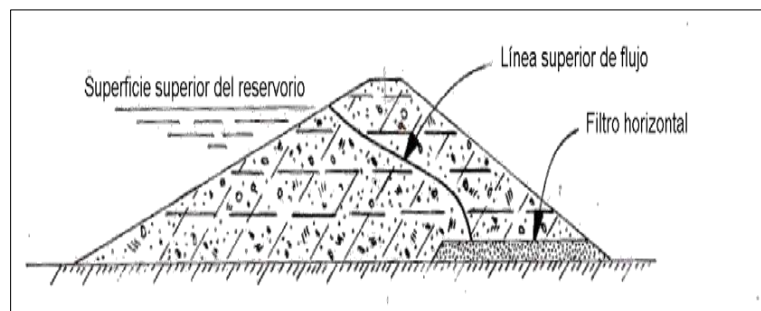 Línea superior de flujo
Superficie superior del reservorio
Filtro horizontal